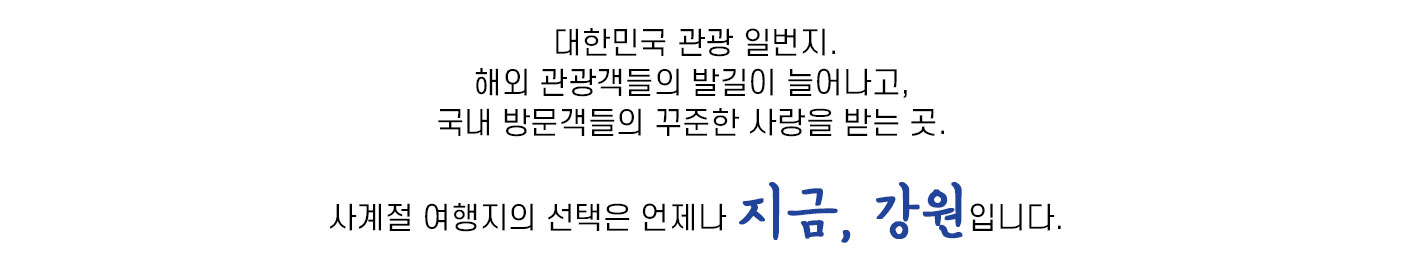 대한민국 관광 일번지.
해외 관광객들의 발길이 늘어나고,
국내 방문객들의 꾸준한 사랑을 받는 곳.
사계절 여행지의 선택은 언제나 지금, 강원입니다.